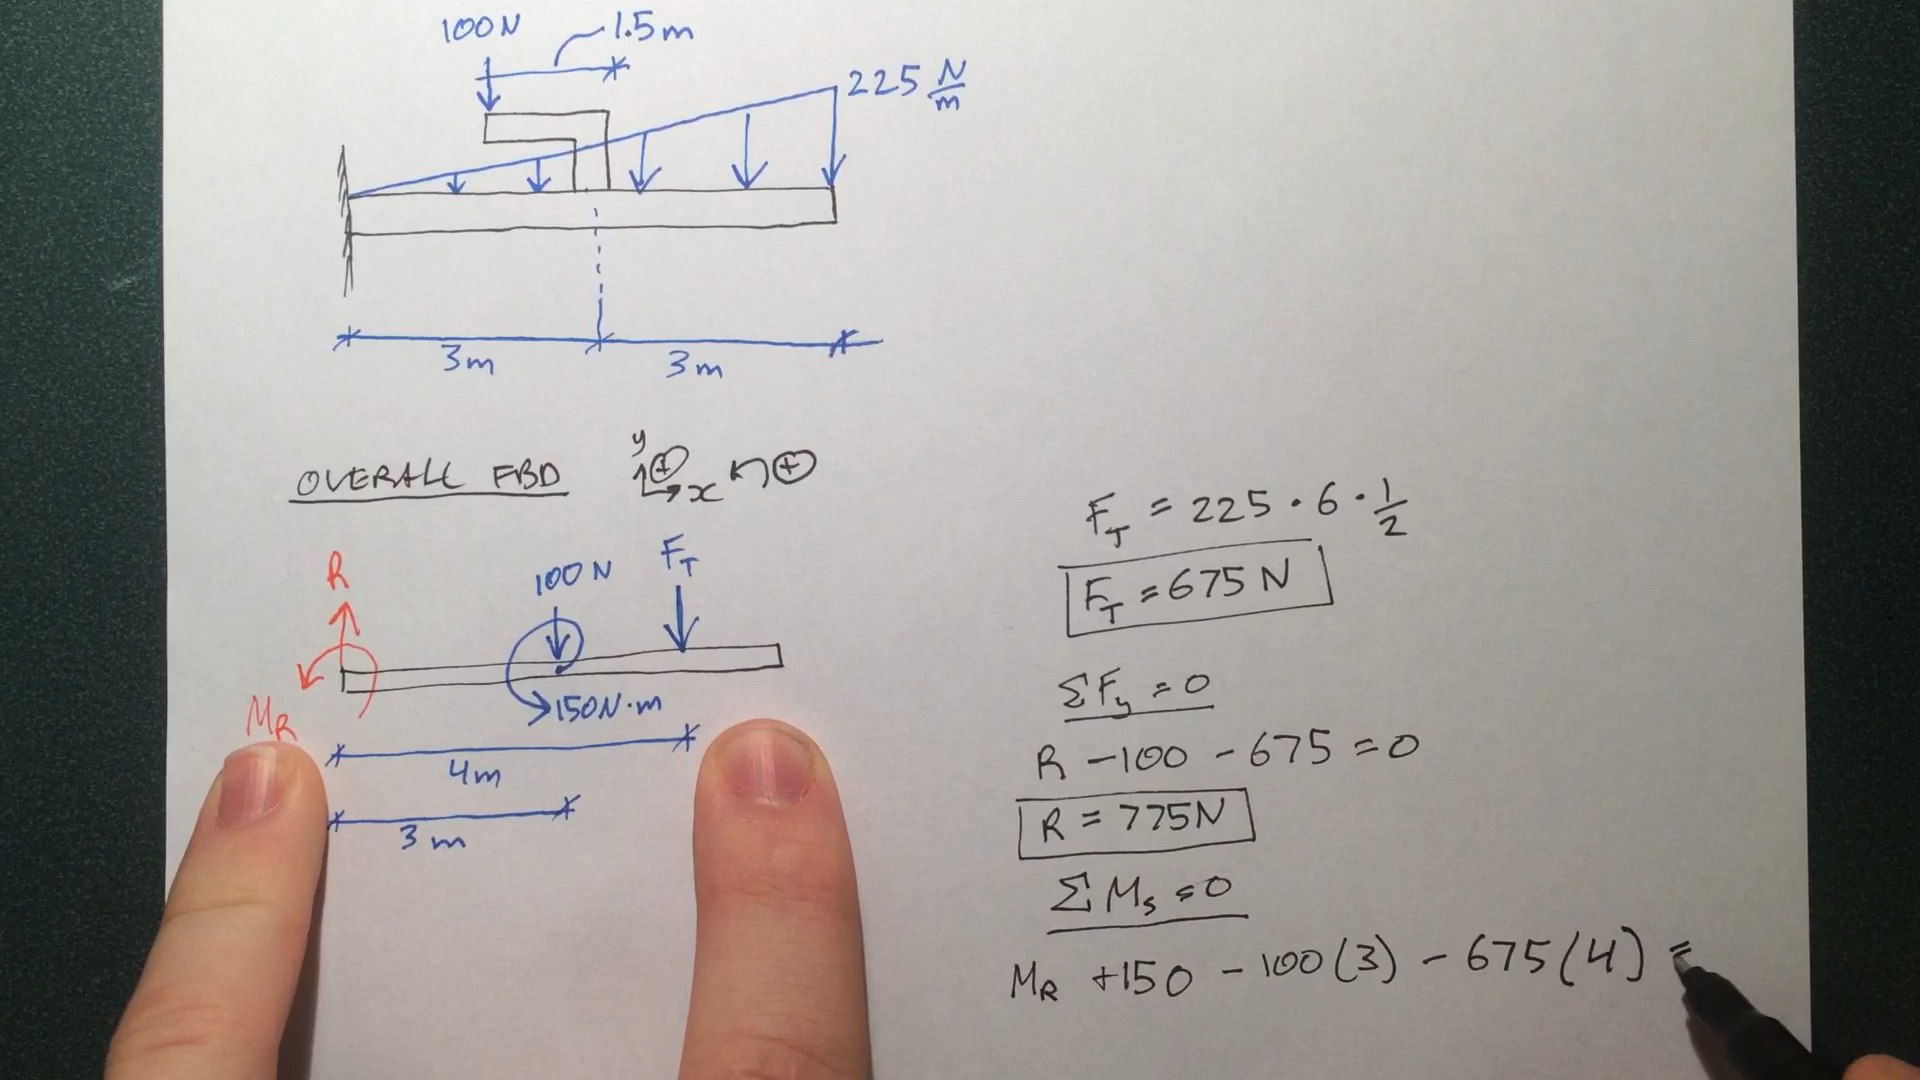 100N
1.5m
225 N/m
3m
3m
OVERALL FBD y ⊕ x ↶ ⊕
R
100N
F_T
M_R
150N·m
4m
3m
F_T = 225 · 6 · 1/2
F_T = 675 N
ΣF_y = 0
R - 100 - 675 = 0
R = 775N
ΣM_s = 0
M_R + 150 - 100(3) - 675(4) =